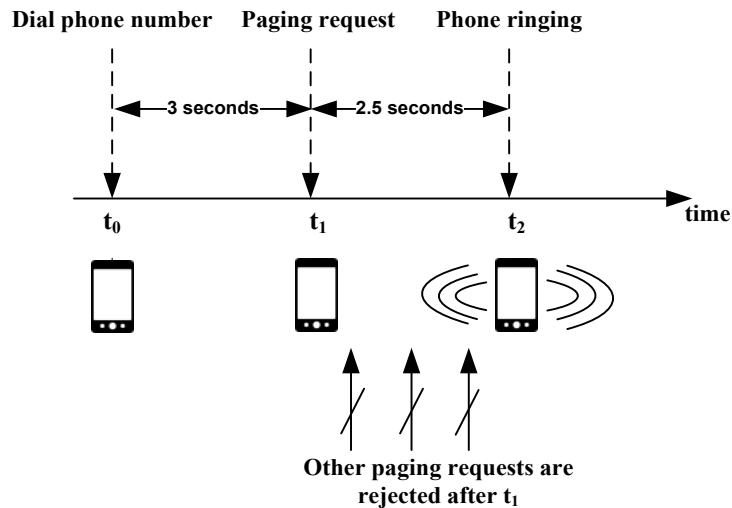 Dial phone number
Paging request
Phone ringing
3 seconds
2.5 seconds
t₀
t₁
t₂
time
Other paging requests are
rejected after t₁